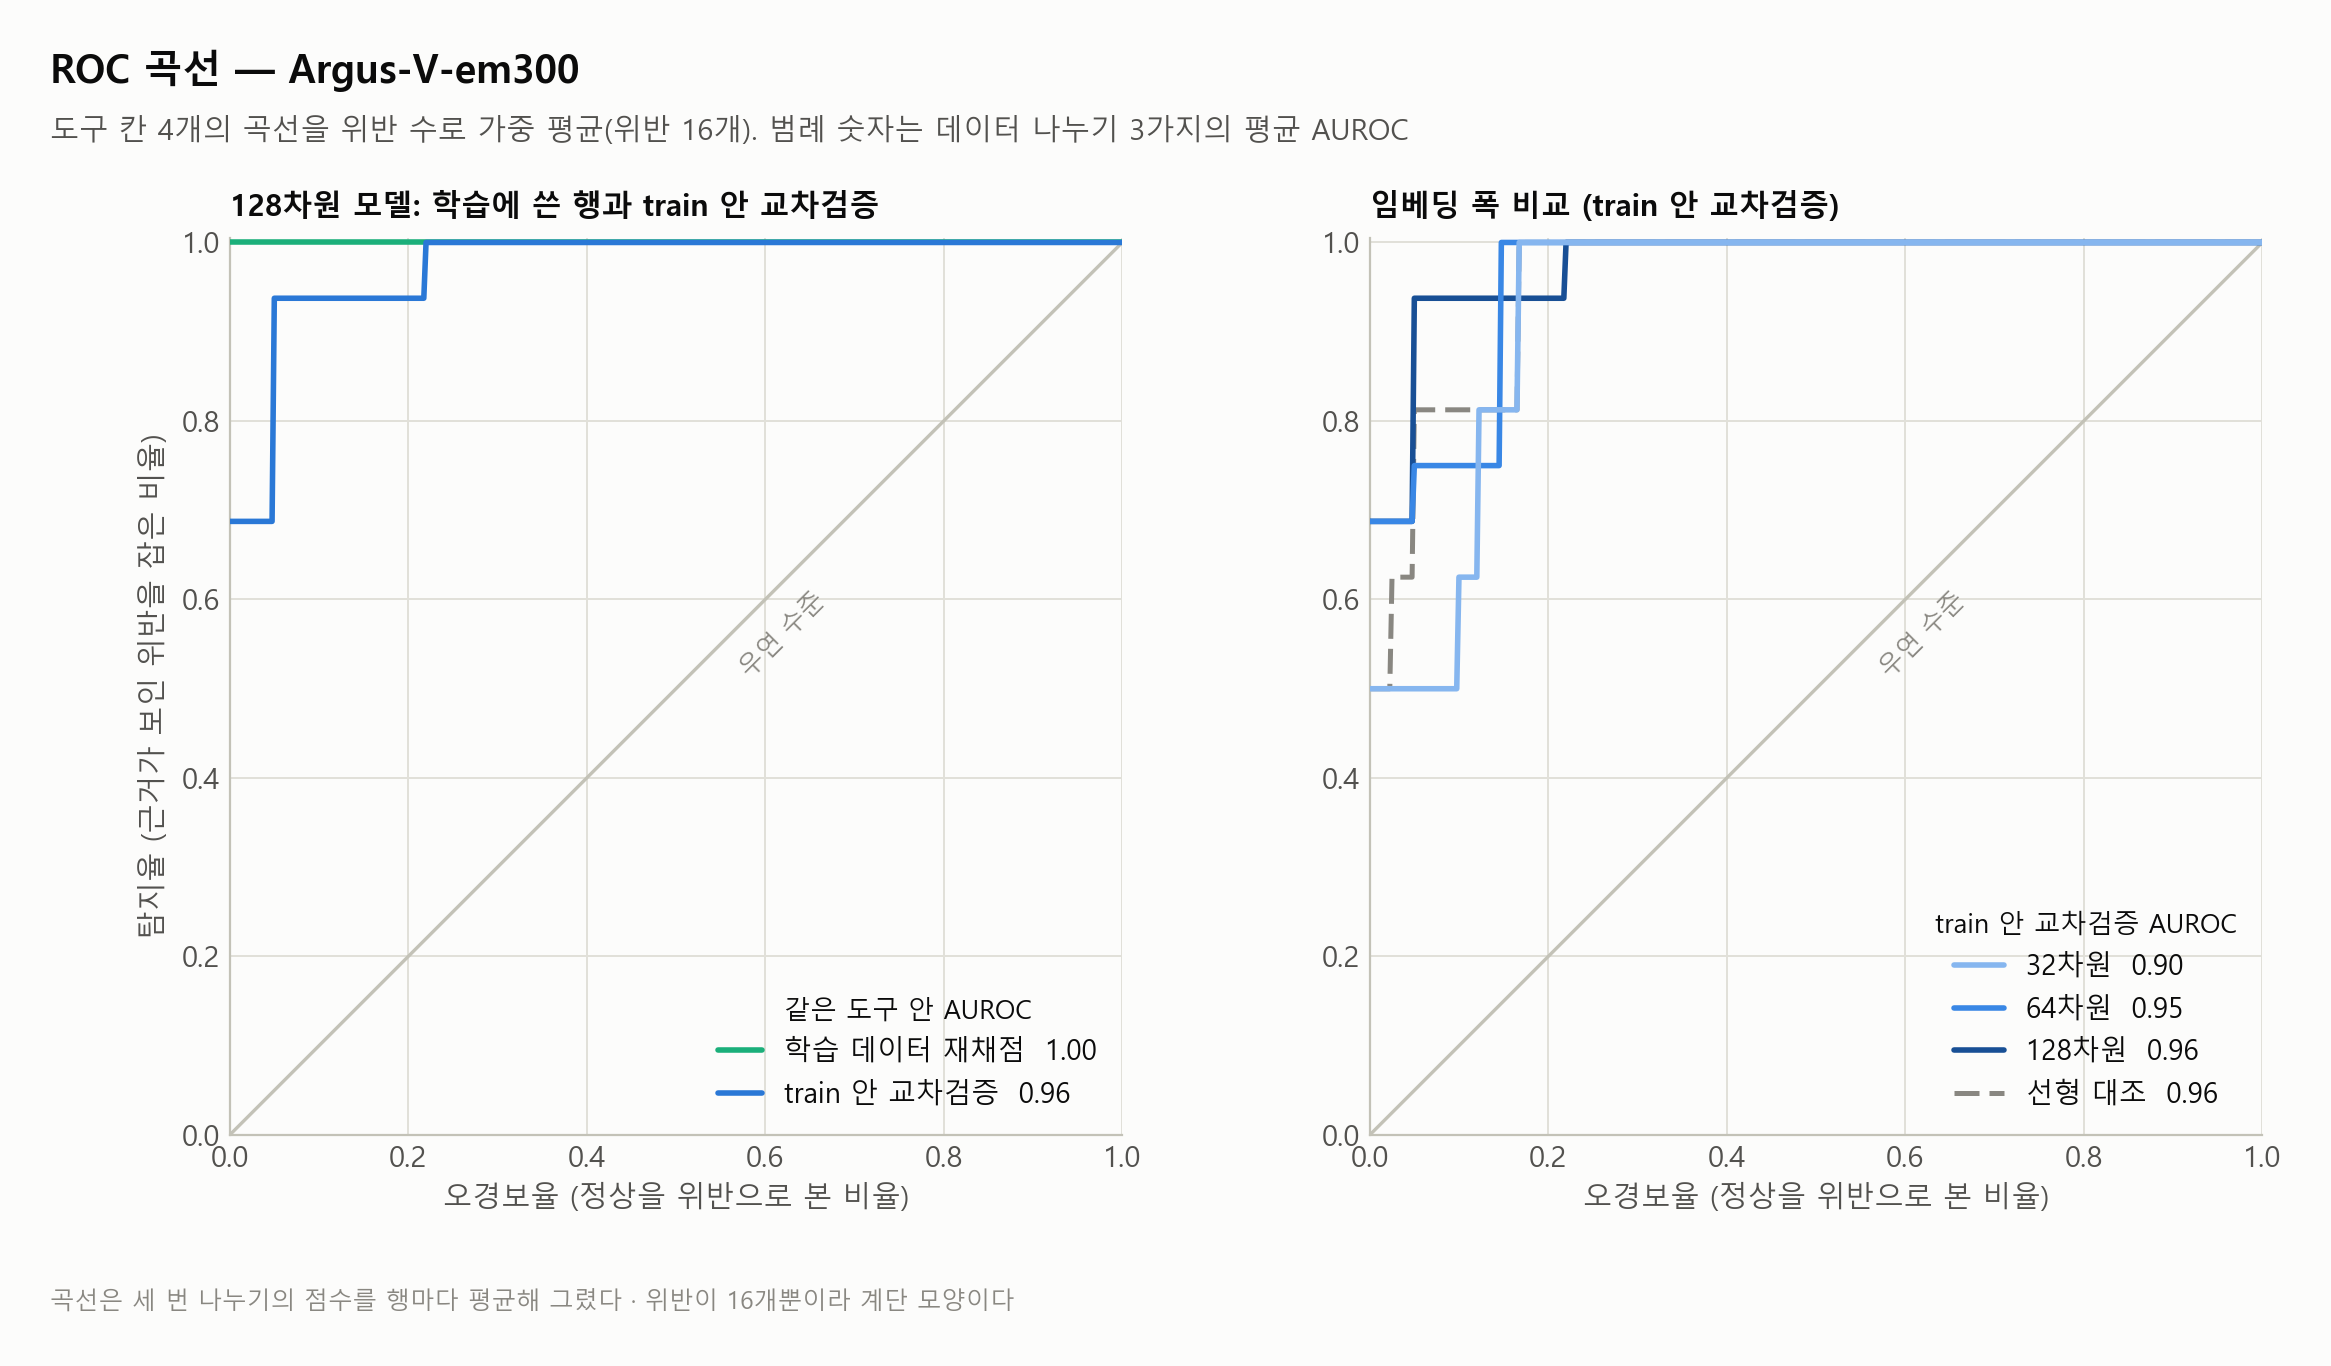 ROC 곡선 — Argus-V-em300
도구 칸 4개의 곡선을 위반 수로 가중 평균(위반 16개). 범례 숫자는 데이터 나누기 3가지의 평균 AUROC
128차원 모델: 학습에 쓴 행과 train 안 교차검증
탐지율 (근거가 보인 위반을 잡은 비율)
1.0
0.8
0.6
0.4
0.2
0.0
우연 수준
같은 도구 안 AUROC
학습 데이터 재채점 1.00
train 안 교차검증 0.96
0.0 0.2 0.4 0.6 0.8 1.0
오경보율 (정상을 위반으로 본 비율)
임베딩 폭 비교 (train 안 교차검증)
1.0
0.8
0.6
0.4
0.2
0.0
우연 수준
train 안 교차검증 AUROC
32차원 0.90
64차원 0.95
128차원 0.96
선형 대조 0.96
0.0 0.2 0.4 0.6 0.8 1.0
오경보율 (정상을 위반으로 본 비율)
곡선은 세 번 나누기의 점수를 행마다 평균해 그렸다 · 위반이 16개뿐이라 계단 모양이다